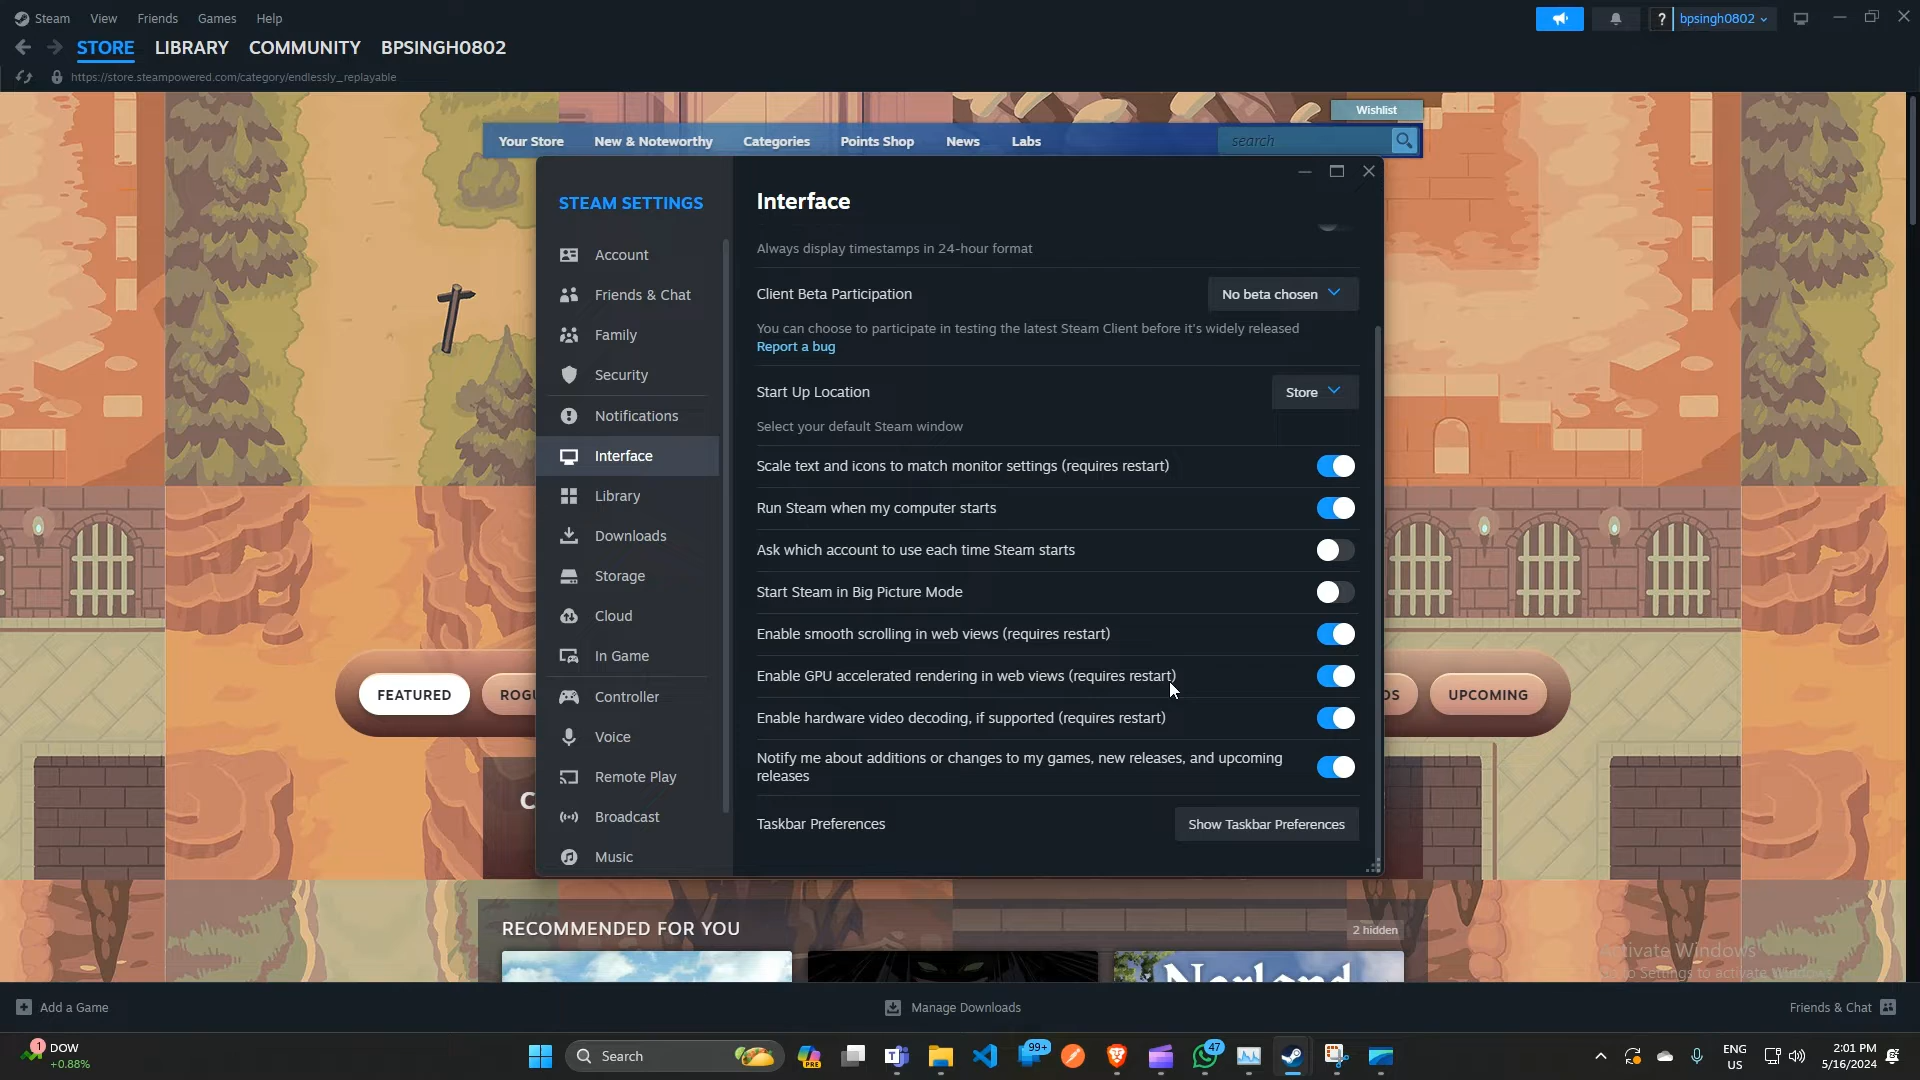 Steam View Friends Games Help
? bpsingh0802
STORE LIBRARY COMMUNITY BPSINGH0802
https://store.steampowered.com/category/endlessly_replayable
Wishlist
Your Store New & Noteworthy Categories Points Shop News Labs search
STEAM SETTINGS
Account
Friends & Chat
Family
Security
Notifications
Interface
Library
Downloads
Storage
Cloud
In Game
Controller
Voice
Remote Play
Broadcast
Music
Interface
Always display timestamps in 24-hour format
Client Beta Participation No beta chosen
You can choose to participate in testing the latest Steam Client before it's widely released
Report a bug
Start Up Location Store
Select your default Steam window
Scale text and icons to match monitor settings (requires restart)
Run Steam when my computer starts
Ask which account to use each time Steam starts
Start Steam in Big Picture Mode
Enable smooth scrolling in web views (requires restart)
Enable GPU accelerated rendering in web views (requires restart)
Enable hardware video decoding, if supported (requires restart)
Notify me about additions or changes to my games, new releases, and upcoming
releases
Taskbar Preferences Show Taskbar Preferences
FEATURED ROGU DS UPCOMING
C
RECOMMENDED FOR YOU
2 hidden
Norland
Activate Windows
Go to Settings to activate Windows.
Add a Game Manage Downloads Friends & Chat
1 DOW
+0.88%
Search PRE 99+ 47
ENG
US
2:01 PM
5/16/2024